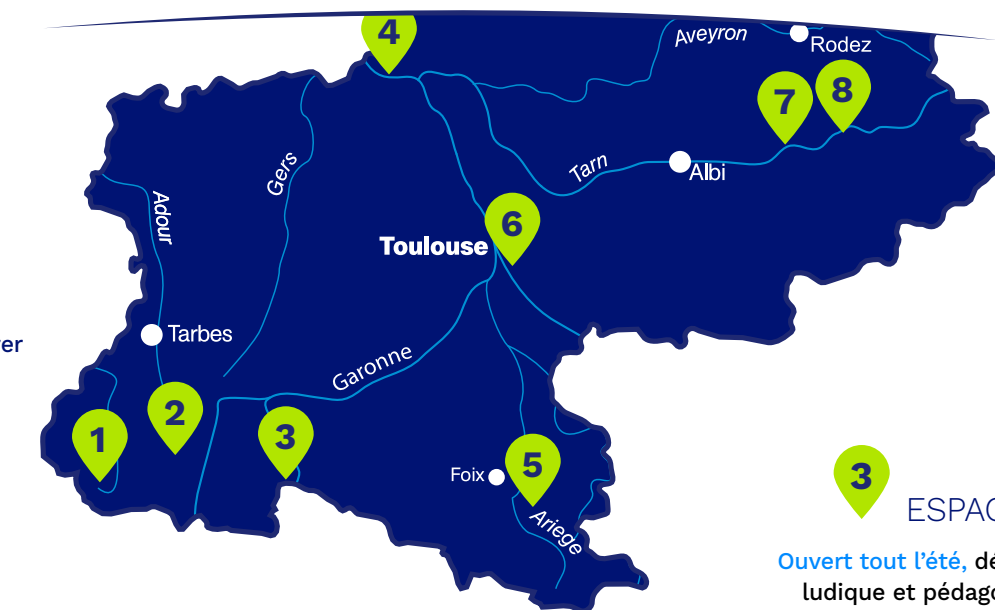 4
Aveyron
Rodez
7
8
Gers
Tarn
Albi
Adour
6
Toulouse
Tarbes
Garonne
1
2
3
5
Foix
Ariege
3
ESPAC
Ouvert tout l’été, dé
ludique et pédago
er